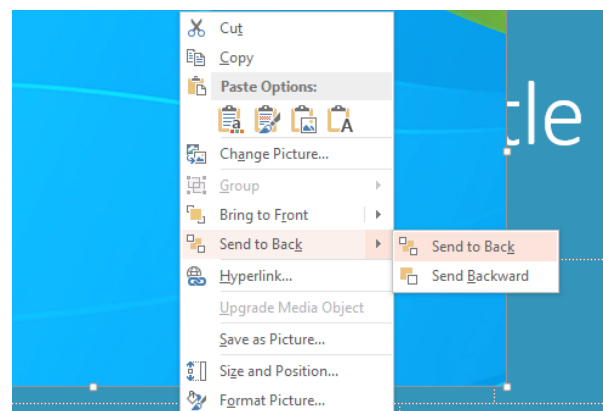 Cut
Copy
Paste Options:
Change Picture...
tle
Group
Bring to Front
Send to Back
Send to Back
Hyperlink...
Send Backward
Upgrade Media Object
Save as Picture...
Size and Position...
Format Picture...